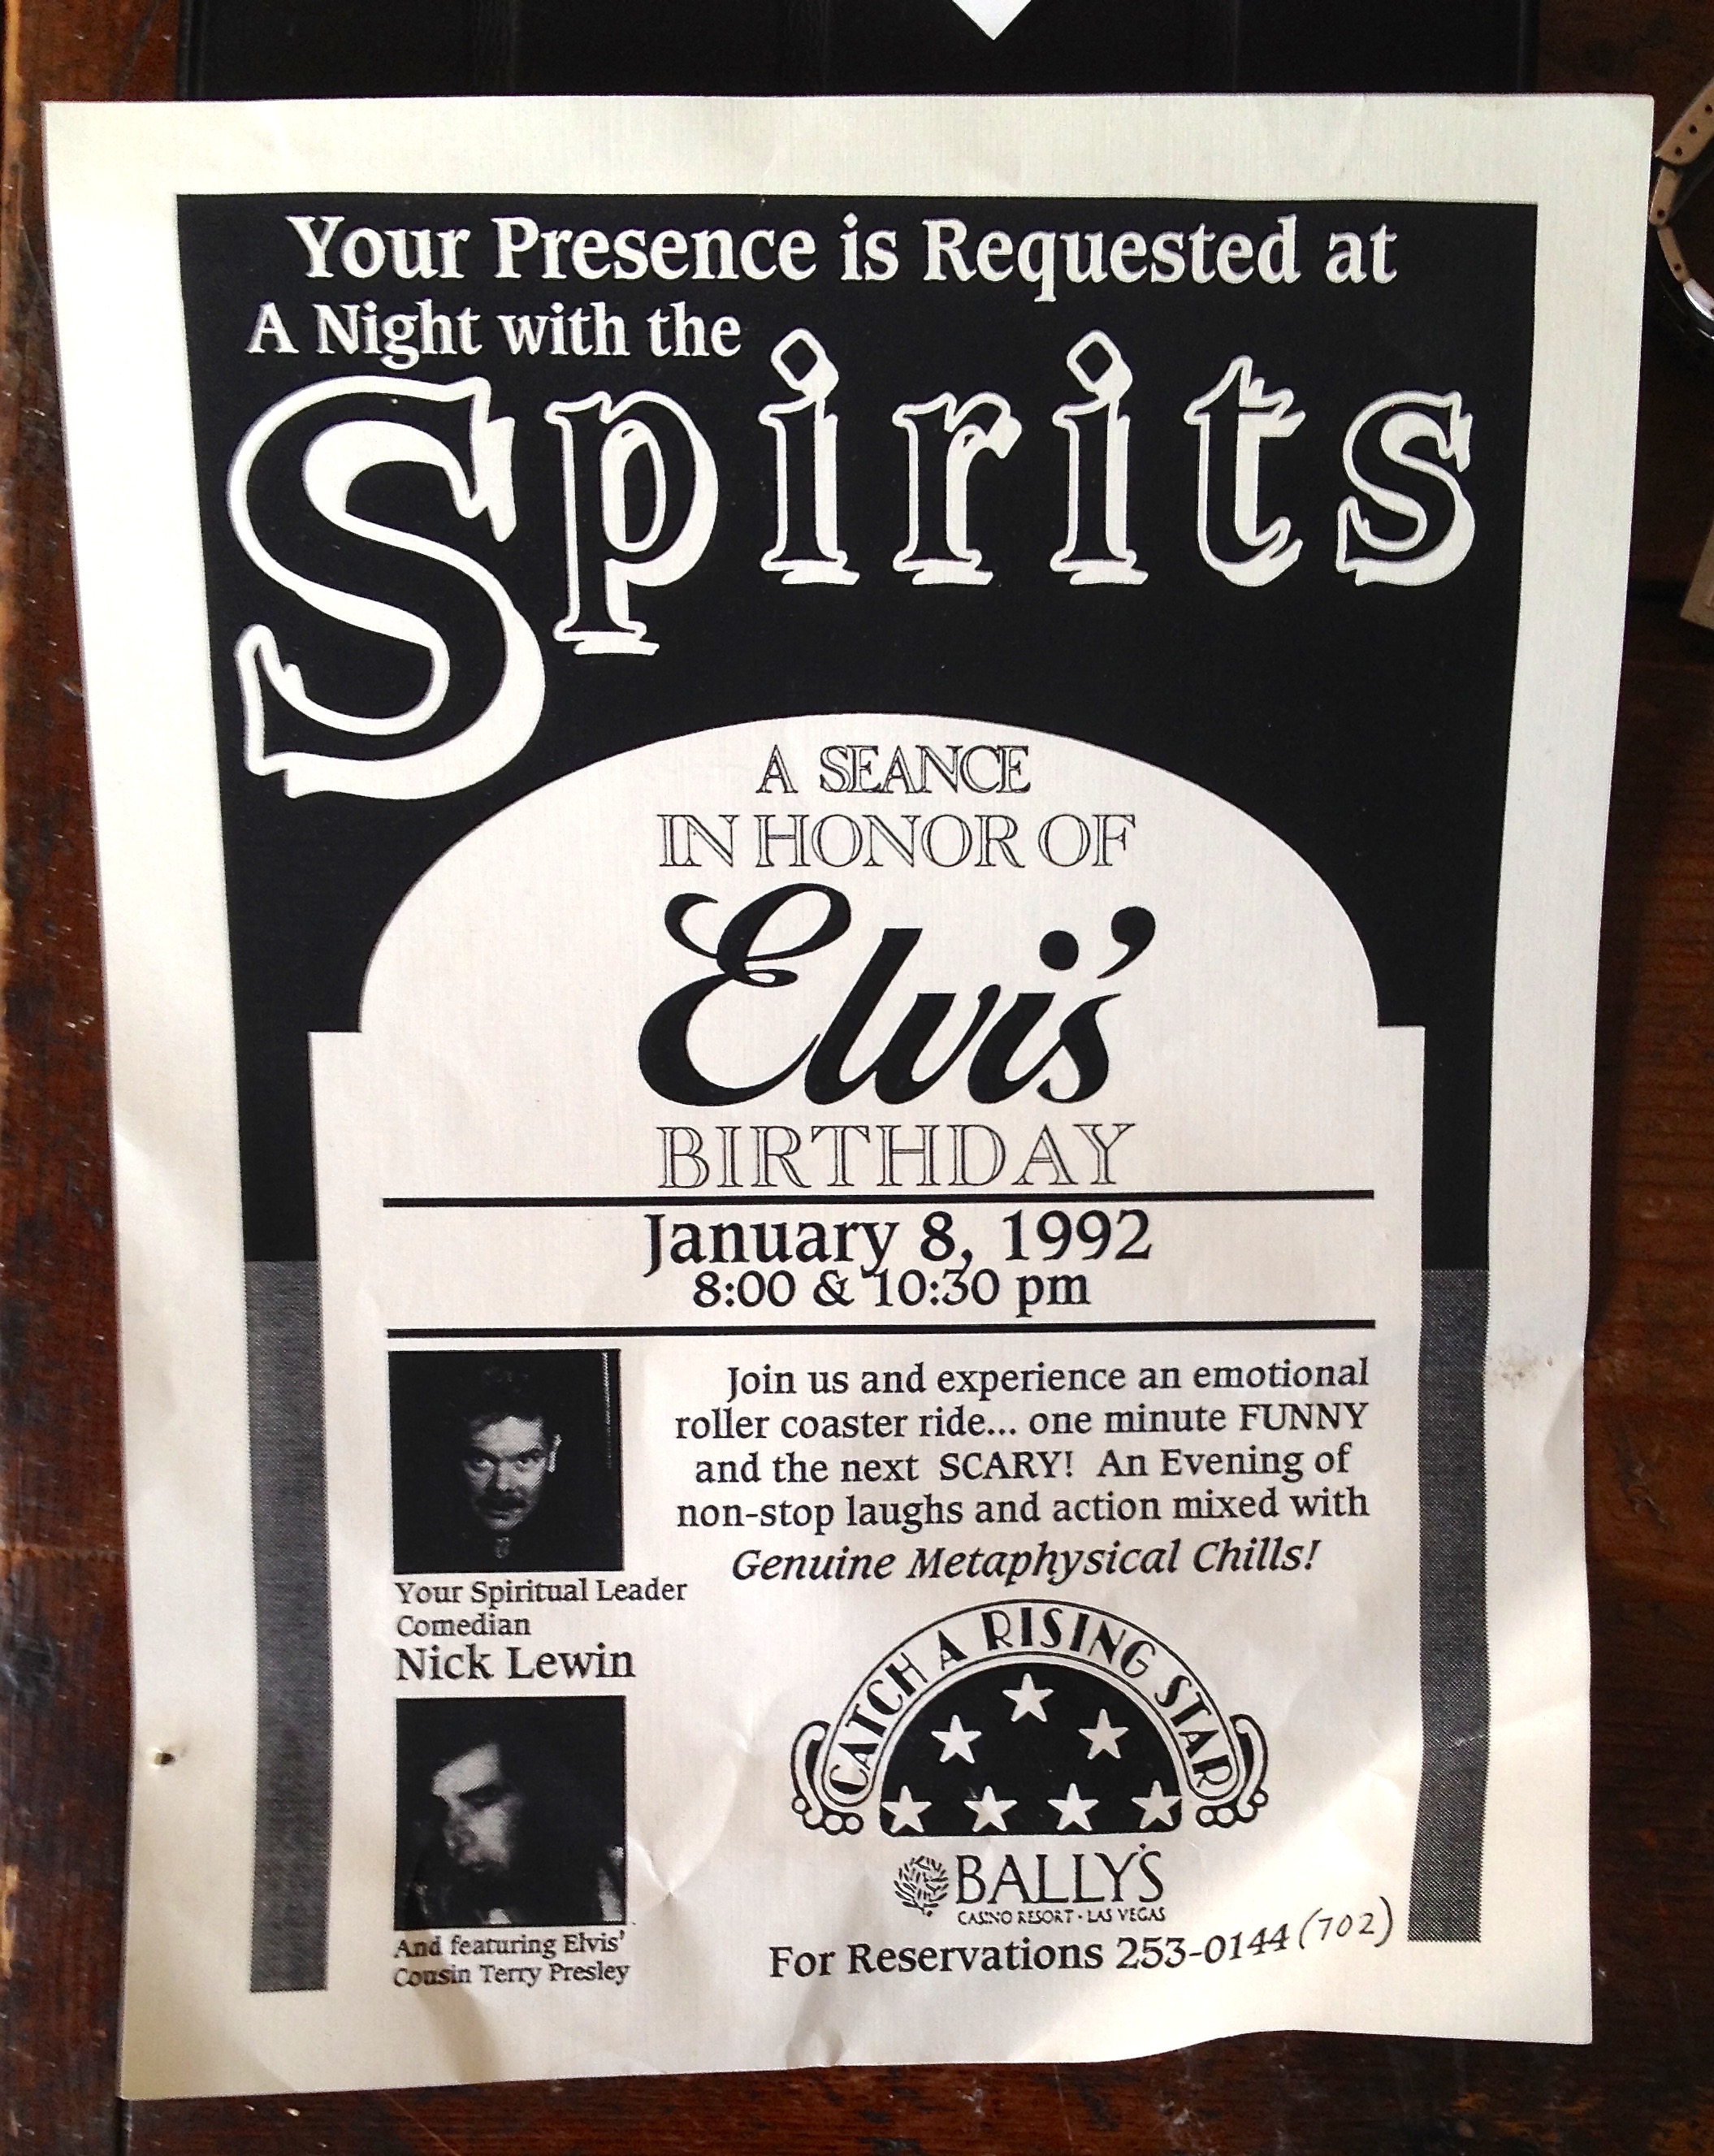 Your Presence is Requested at
A Night with the
Spirits
A SEANCE
IN HONOR OF
Elvis'
BIRTHDAY
January 8, 1992
8:00 & 10:30 pm
Join us and experience an emotional
roller coaster ride... one minute FUNNY
and the next SCARY! An Evening of
non-stop laughs and action mixed with
Genuine Metaphysical Chills!
Your Spiritual Leader
Comedian
Nick Lewin
And featuring Elvis'
Cousin Terry Presley
CATCH A RISING STAR
BALLY'S
CASINO RESORT · LAS VEGAS
For Reservations 253-0144 (702)